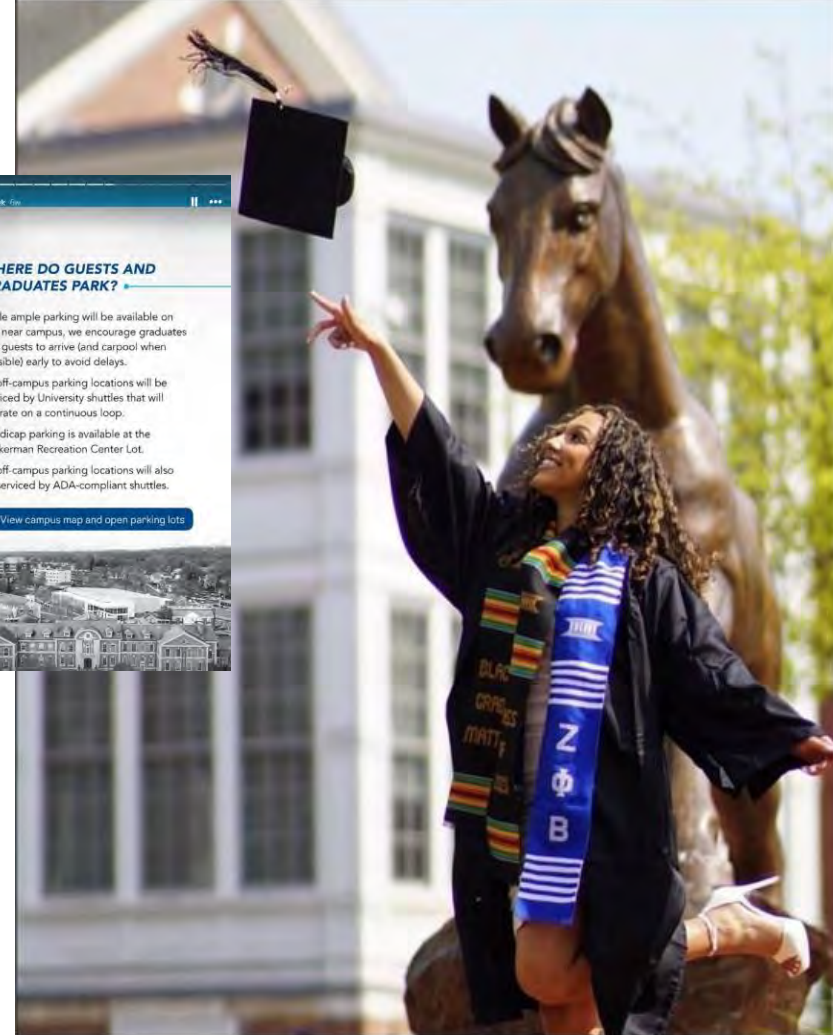 HERE DO GUESTS AND
RADUATES PARK?
le ample parking will be available on
near campus, we encourage graduates
guests to arrive (and carpool when
sible) early to avoid delays.
ff-campus parking locations will be
iced by University shuttles that will
rate on a continuous loop.
dicap parking is available at the
kerman Recreation Center Lot.
ff-campus parking locations will also
serviced by ADA-compliant shuttles.
View campus map and open parking lots
BLAC
GRAD
MATT
Z
Φ
B